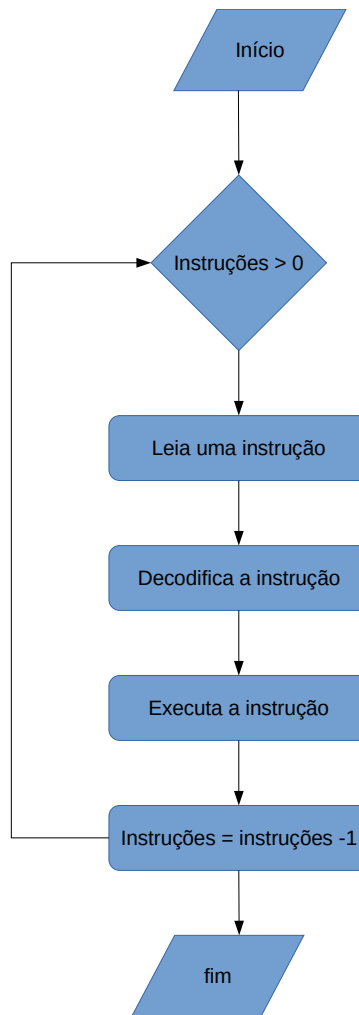 Início
Instruções > 0
Leia uma instrução
Decodifica a instrução
Executa a instrução
Instruções = instruções -1
fim